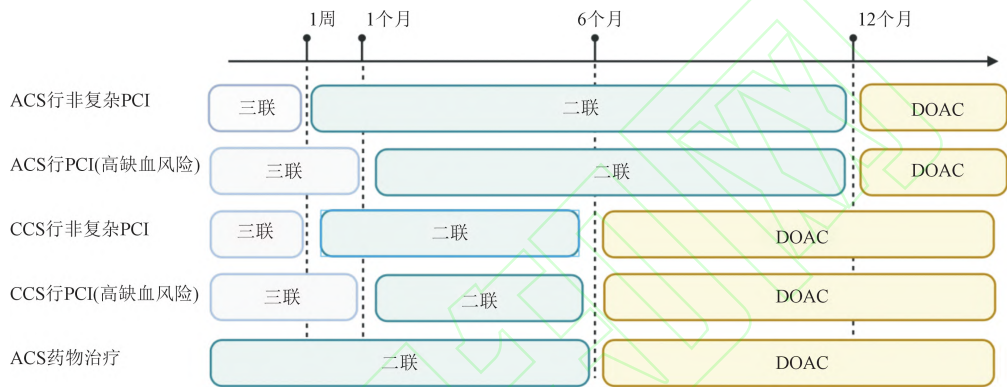 1周 1个月 6个月 12个月
ACS行非复杂PCI 三联 二联 DOAC
ACS行PCI(高缺血风险) 三联 二联 DOAC
CCS行非复杂PCI 三联 二联 DOAC
CCS行PCI(高缺血风险) 三联 二联 DOAC
ACS药物治疗 二联 DOAC